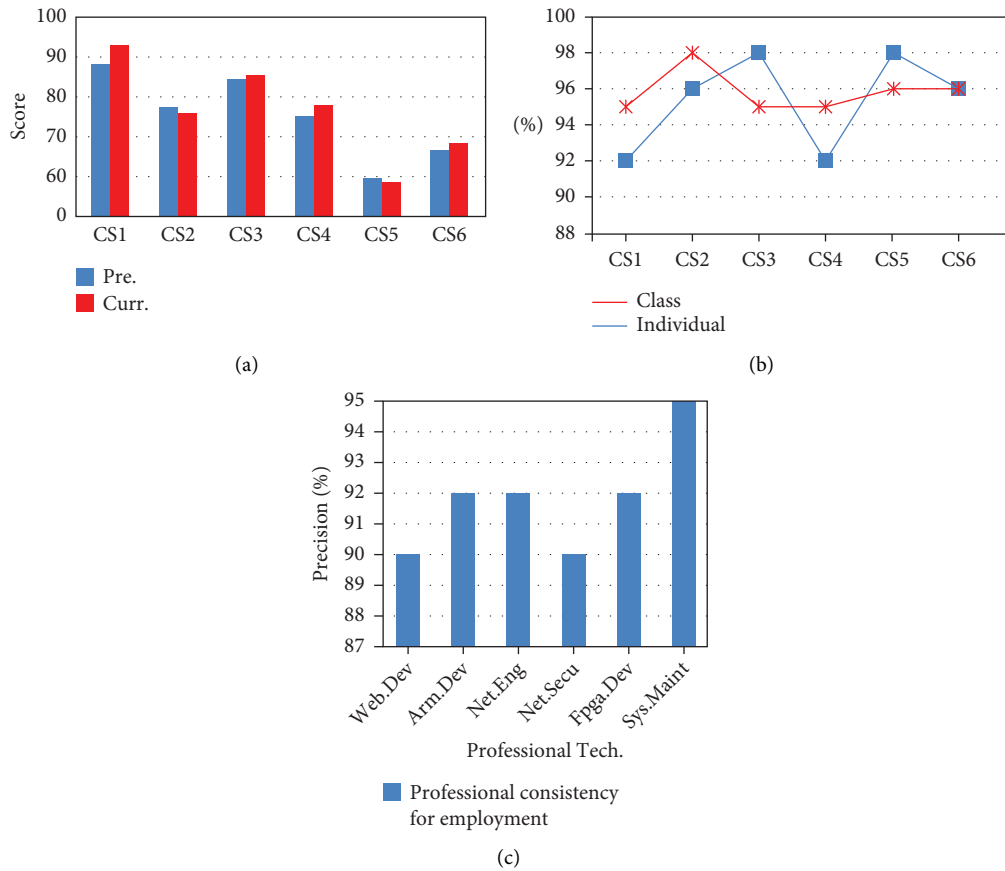 100
90
80
70
60
0
Score
CS1 CS2 CS3 CS4 CS5 CS6
Pre.
Curr.
(a)
100
98
96
94
92
90
88
(%)
CS1 CS2 CS3 CS4 CS5 CS6
Class
Individual
(b)
95
94
93
92
91
90
89
88
87
Precision (%)
Web.Dev
Arm.Dev
Net.Eng
Net.Secu
Fpga.Dev
Sys.Maint
Professional Tech.
Professional consistency
for employment
(c)